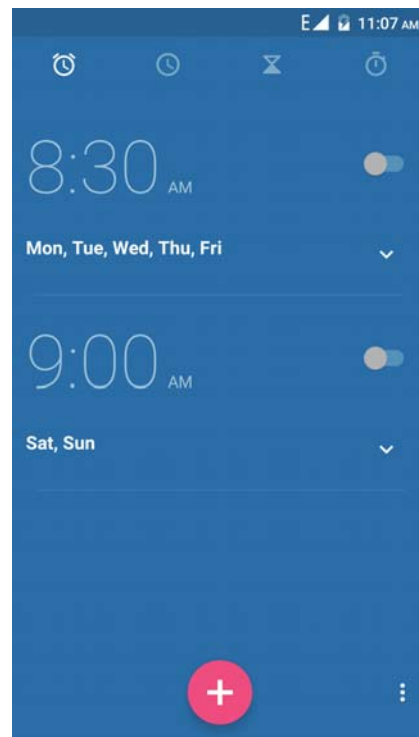 E 11:07 AM
8:30 AM
Mon, Tue, Wed, Thu, Fri
9:00 AM
Sat, Sun